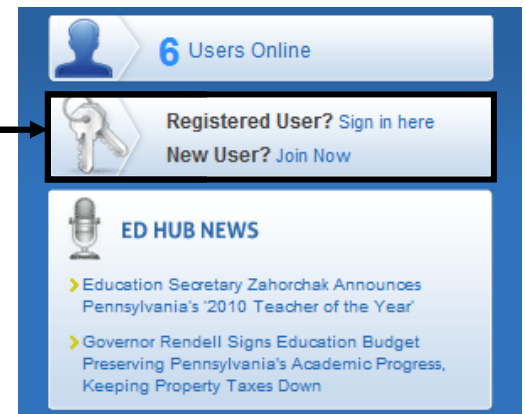 6 Users Online
Registered User? Sign in here
New User? Join Now
ED HUB NEWS
Education Secretary Zahorchak Announces
Pennsylvania's '2010 Teacher of the Year'
Governor Rendell Signs Education Budget
Preserving Pennsylvania's Academic Progress,
Keeping Property Taxes Down